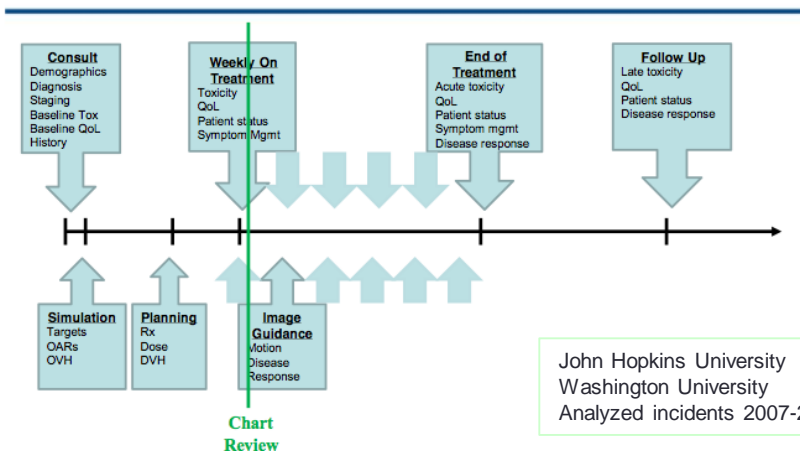 Consult
Demographics
Diagnosis
Staging
Baseline Tox
Baseline QoL
History
Weekly On
Treatment
Toxicity
QoL
Patient status
Symptom Mgmt
End of
Treatment
Acute toxicity
QoL
Patient status
Symptom mgmt
Disease response
Follow Up
Late toxicity
QoL
Patient status
Disease response
Simulation
Targets
OARs
OVH
Planning
Rx
Dose
DVH
Image
Guidance
Motion
Disease
Response
Chart
Review
John Hopkins University
Washington University
Analyzed incidents 2007-